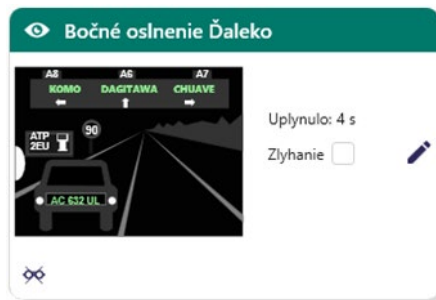 Bočné oslnenie Ďaleko
A8 A6 A7
KOMO DAGITAWA CHUAVE
90
ATP
2EU
AC 632 UL
Uplynulo: 4 s
Zlyhanie